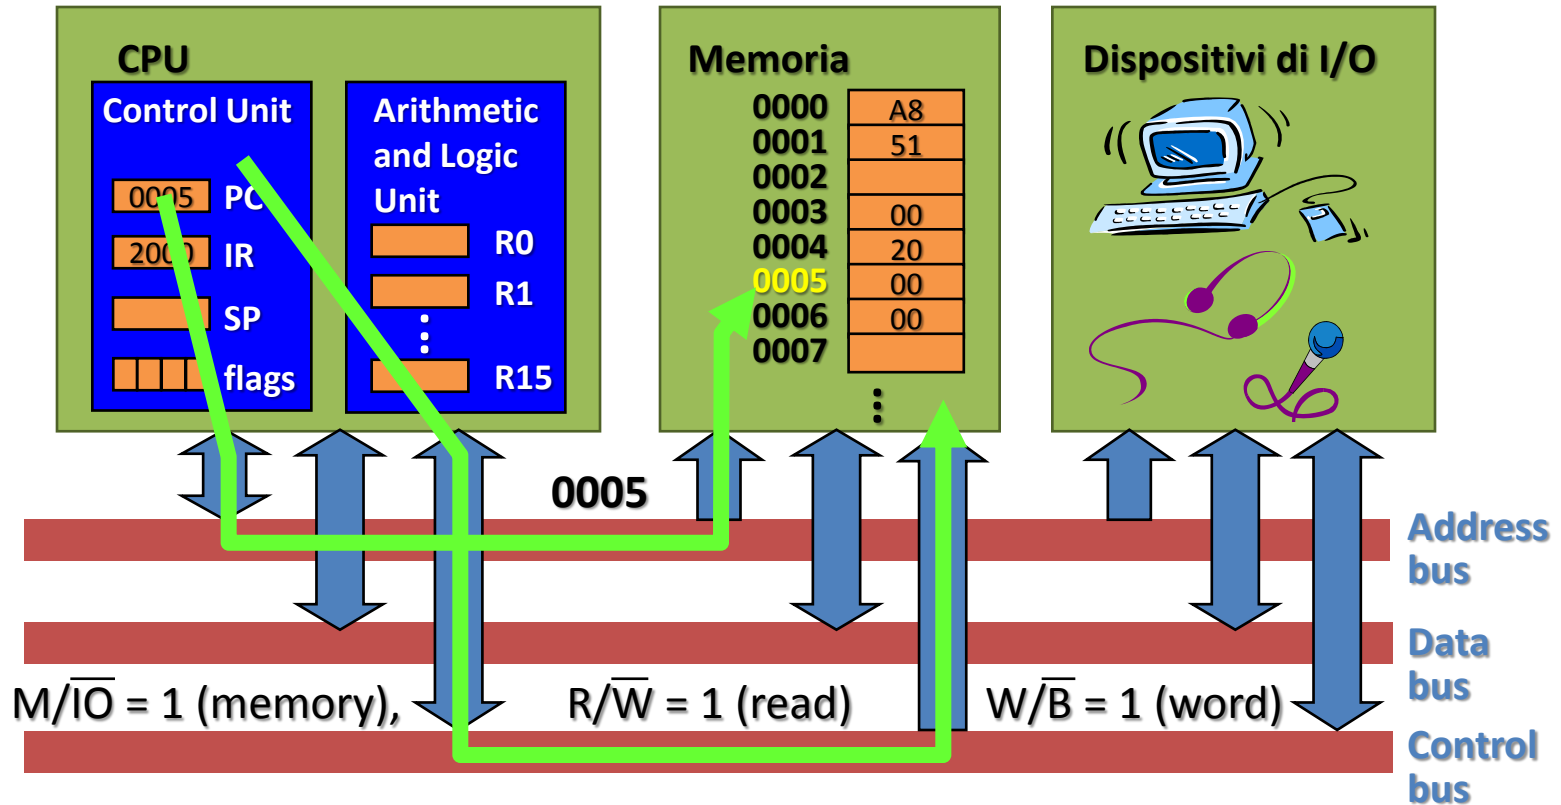 CPU
Control Unit
0005 PC
2000 IR
SP
flags
Arithmetic
and Logic
Unit
R0
R1
⋮
R15
Memoria
0000 A8
0001 51
0002
0003 00
0004 20
0005 00
0006 00
0007
⋮
Dispositivi di I/O
0005
Address
bus
Data
bus
M/I̅O̅ = 1 (memory), R/W̅ = 1 (read) W/B̅ = 1 (word)
Control
bus